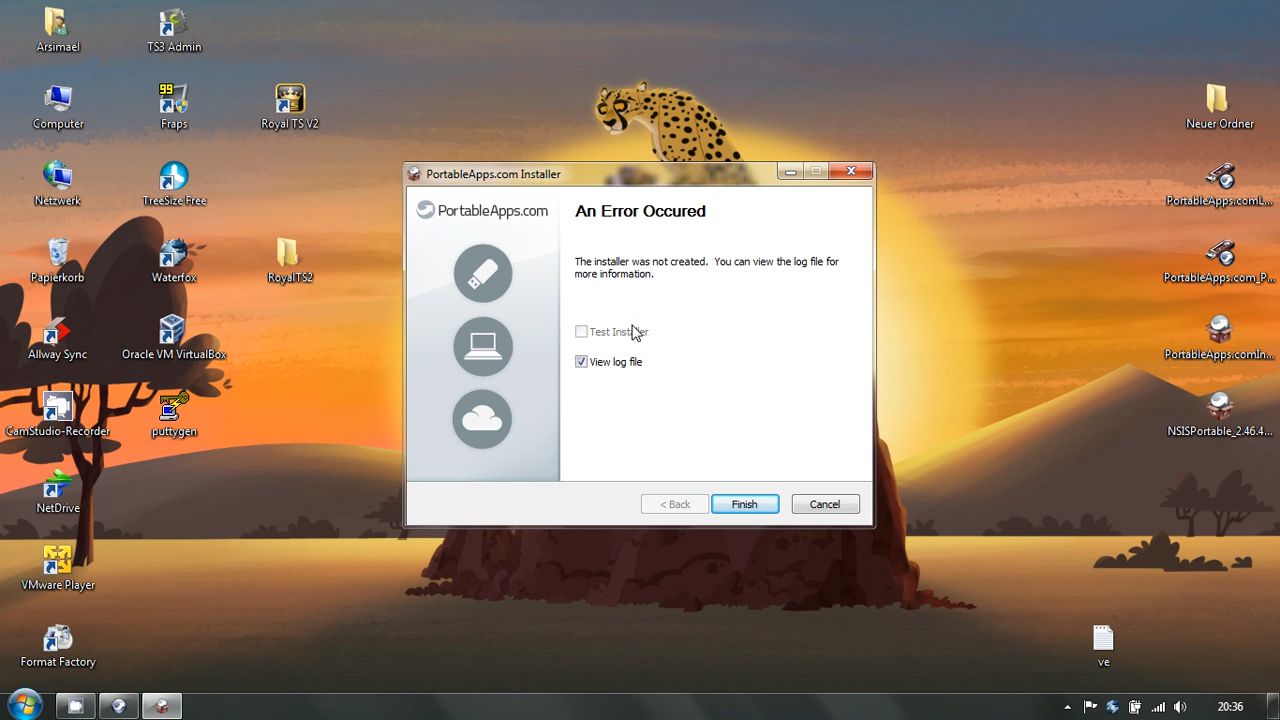 Arsimael
TS3 Admin
Computer
99
Fraps
Royal TS V2
Neuer Ordner
Netzwerk
TreeSize Free
PortableApps.comL...
Papierkorb
Waterfox
RoyalTS2
PortableApps.com_P...
Allway Sync
Oracle VM VirtualBox
PortableApps.comIn...
CamStudio-Recorder
puttygen
NSISPortable_2.46.4...
NetDrive
VMware Player
Format Factory
ve
PortableApps.com Installer
PortableApps.com
An Error Occured
The installer was not created. You can view the log file for
more information.
Test Installer
View log file
< Back
Finish
Cancel
20:36